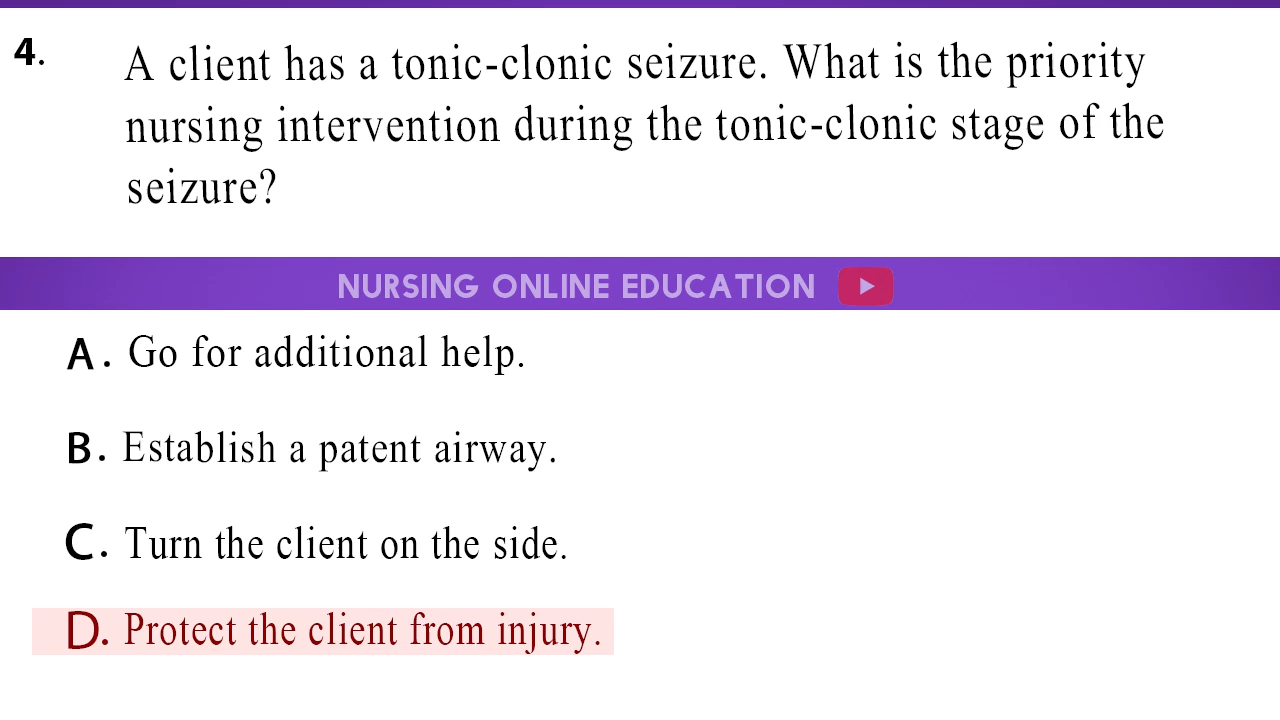 4. A client has a tonic-clonic seizure. What is the priority
nursing intervention during the tonic-clonic stage of the
seizure?
NURSING ONLINE EDUCATION
A. Go for additional help.
B. Establish a patent airway.
C. Turn the client on the side.
D. Protect the client from injury.